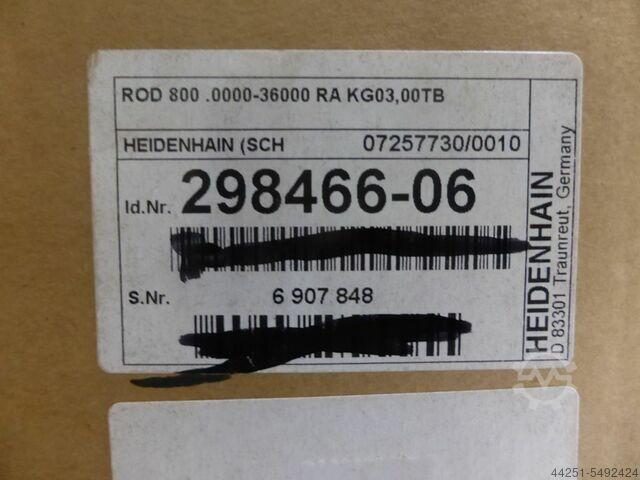 ROD 800 .0000-36000 RA KG03,00TB
HEIDENHAIN (SCH 07257730/0010
Id.Nr. 298466-06
S.Nr. 6 907 848
HEIDENHAIN
D 83301 Traunreut, Germany
44251-5492424